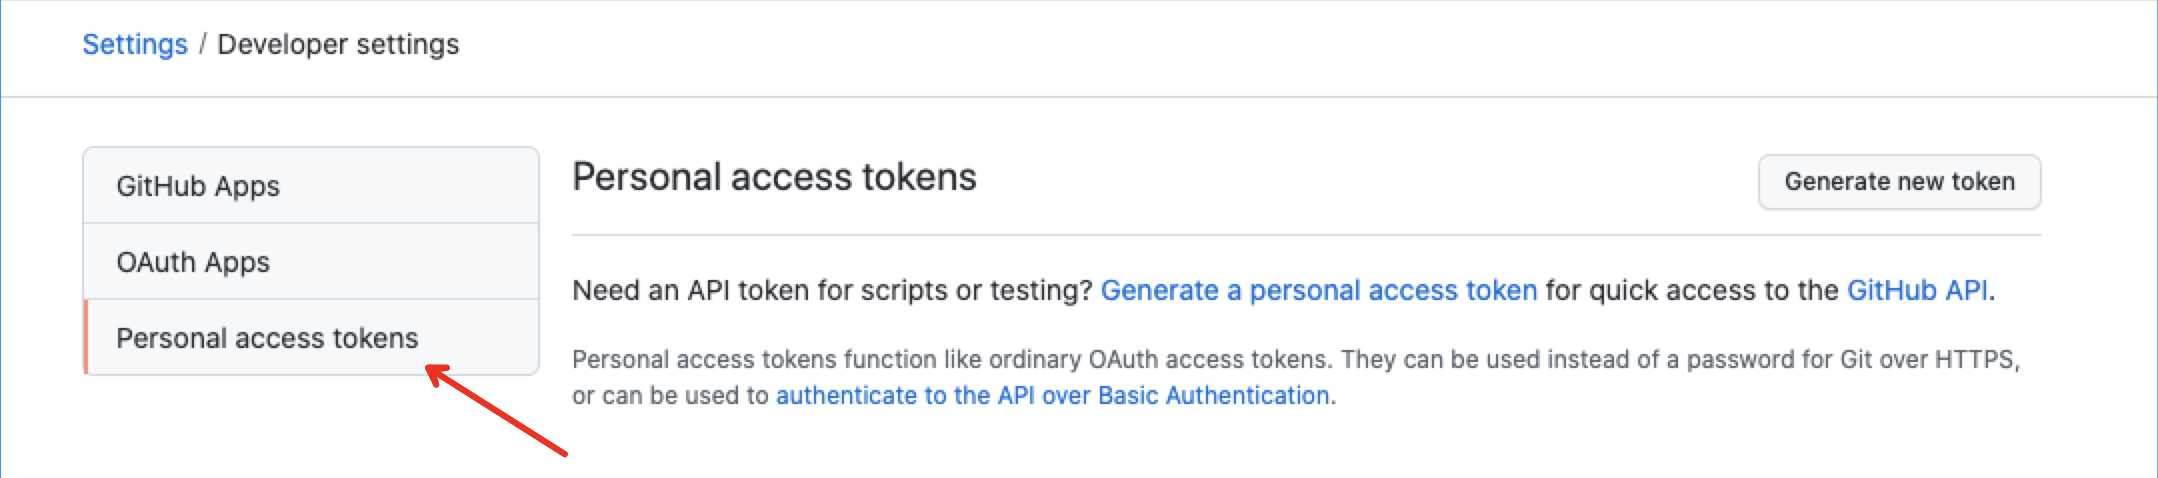 Settings / Developer settings
GitHub Apps
OAuth Apps
Personal access tokens
Personal access tokens
Generate new token
Need an API token for scripts or testing? Generate a personal access token for quick access to the GitHub API.
Personal access tokens function like ordinary OAuth access tokens. They can be used instead of a password for Git over HTTPS,
or can be used to authenticate to the API over Basic Authentication.